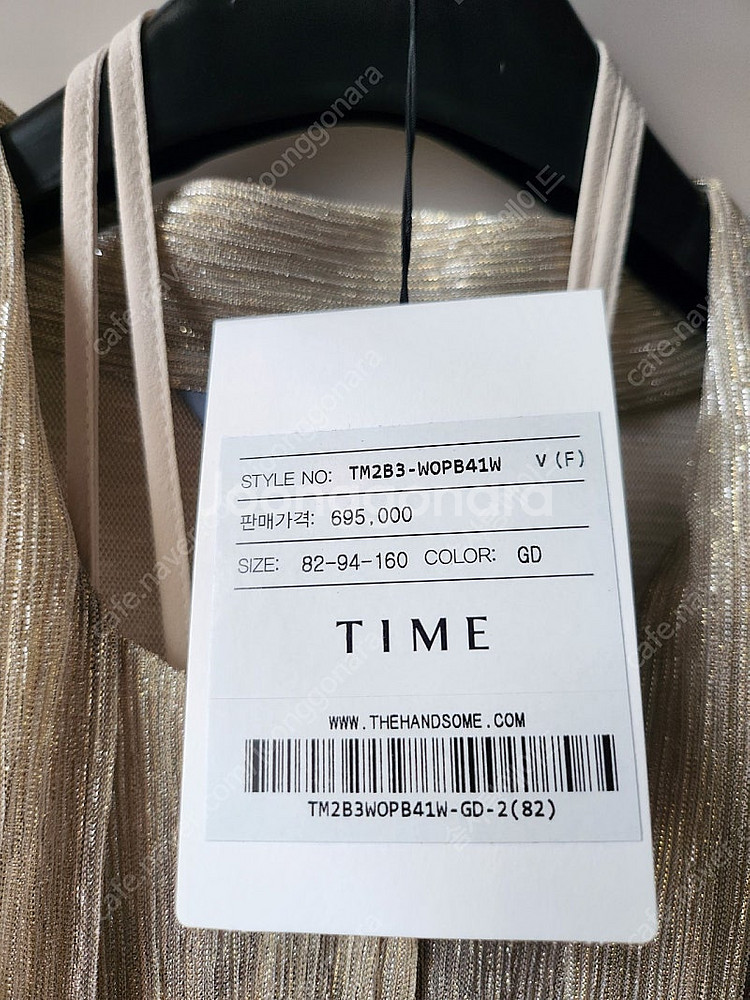 STYLE NO: TM2B3-WOPB41W V (F)
판매가격: 695,000
SIZE: 82-94-160 COLOR: GD
TIME
WWW.THEHANDSOME.COM
TM2B3WOPB41W-GD-2(82)
joonggonara